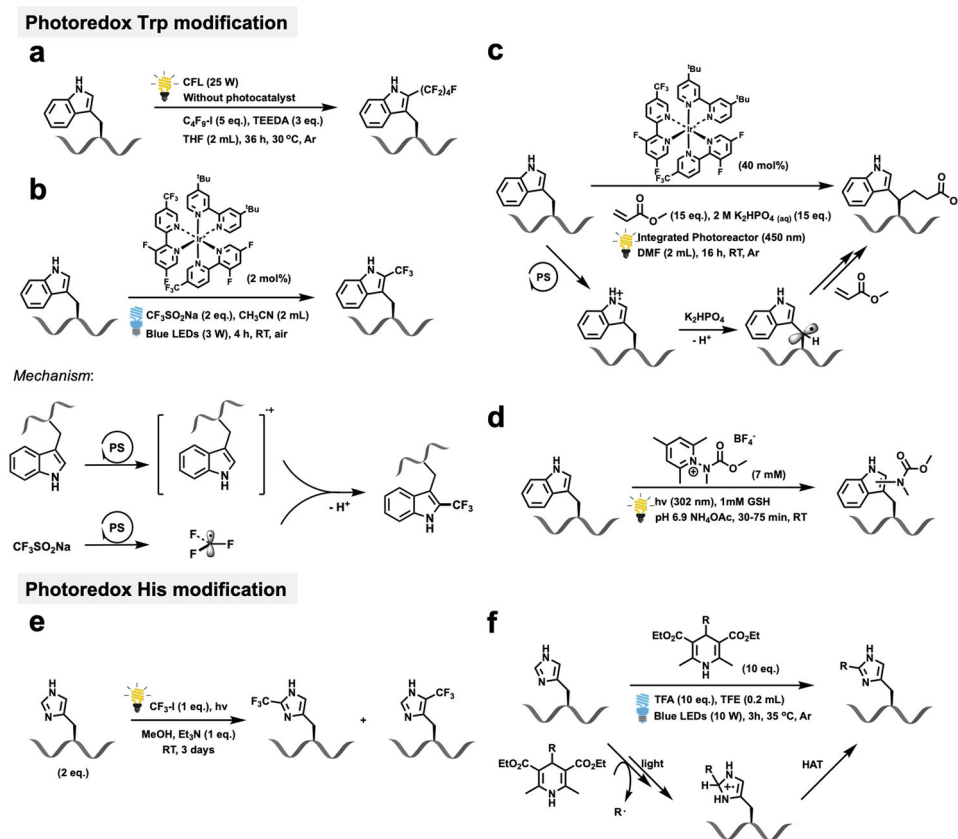 Photoredox Trp modification
a
CFL (25 W)
Without photocatalyst
C4F9-I (5 eq.), TEEDA (3 eq.)
THF (2 mL), 36 h, 30 °C, Ar
H
N
H
N
(CF2)4F
b
CF3
tBu
tBu
N
N
N
N
N
N
Ir
F
F
F
F
F3C
(2 mol%)
H
N
CF3SO2Na (2 eq.), CH3CN (2 mL)
Blue LEDs (3 W), 4 h, RT, air
H
N
CF3
Mechanism:
N
H
PS
N
H
·+
- H+
N
H
CF3
CF3SO2Na
PS
F
F
F
c
CF3
tBu
tBu
N
N
N
N
N
N
Ir
F
F
F
F
F3C
(40 mol%)
H
N
O
O
(15 eq.), 2 M K2HPO4 (aq) (15 eq.)
Integrated Photoreactor (450 nm)
DMF (2 mL), 16 h, RT, Ar
H
N
O
O
PS
H
N
K2HPO4
- H+
H
N
H
O
O
d
H
N
BF4-
N
N
O
O
(7 mM)
hv (302 nm), 1mM GSH
pH 6.9 NH4OAc, 30-75 min, RT
H
N
O
O
N
Photoredox His modification
e
H
N
N
(2 eq.)
CF3-I (1 eq.), hv
MeOH, Et3N (1 eq.)
RT, 3 days
F3C
H
N
N
+
H
N
N
CF3
f
H
N
N
R
EtO2C
CO2Et
N
H
(10 eq.)
TFA (10 eq.), TFE (0.2 mL)
Blue LEDs (10 W), 3h, 35 °C, Ar
R
H
N
N
R
EtO2C
CO2Et
N
H
light
R·
R
H
H
N
N
H
+·
HAT